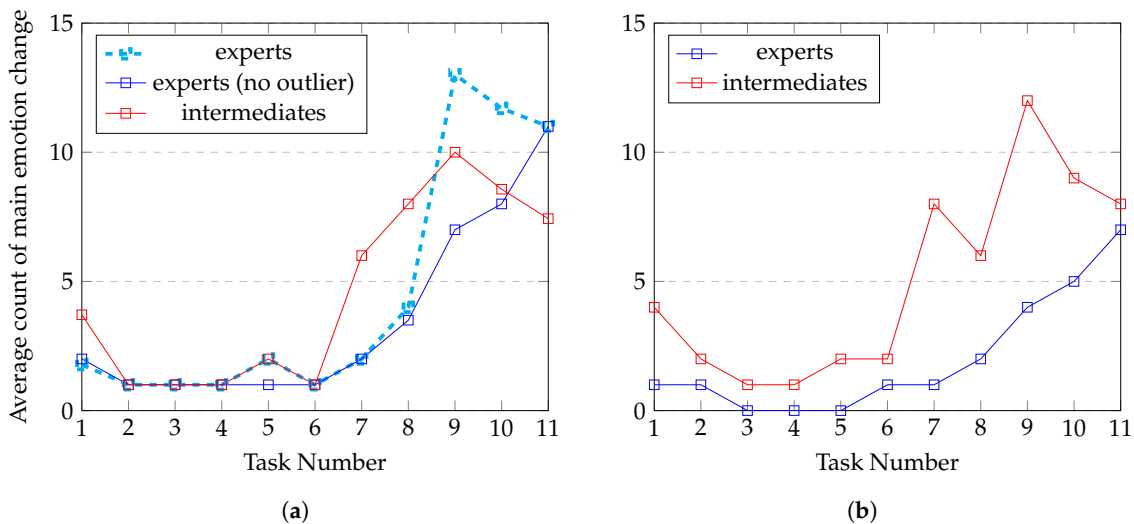 Average count of main emotion change
15
10
5
0
experts
experts (no outlier)
intermediates
1 2 3 4 5 6 7 8 9 10 11
Task Number
(a)
15
10
5
0
experts
intermediates
1 2 3 4 5 6 7 8 9 10 11
Task Number
(b)